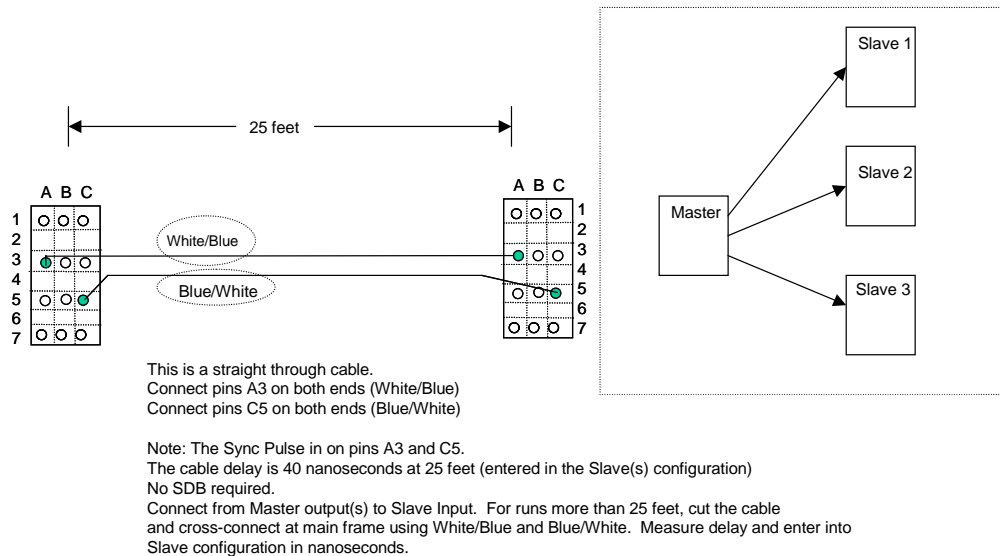 25 feet
A B C
1
2
3
4
5
6
7
White/Blue
Blue/White
A B C
1
2
3
4
5
6
7
Master
Slave 1
Slave 2
Slave 3
This is a straight through cable.
Connect pins A3 on both ends (White/Blue)
Connect pins C5 on both ends (Blue/White)
Note: The Sync Pulse in on pins A3 and C5.
The cable delay is 40 nanoseconds at 25 feet (entered in the Slave(s) configuration)
No SDB required.
Connect from Master output(s) to Slave Input. For runs more than 25 feet, cut the cable
and cross-connect at main frame using White/Blue and Blue/White. Measure delay and enter into
Slave configuration in nanoseconds.